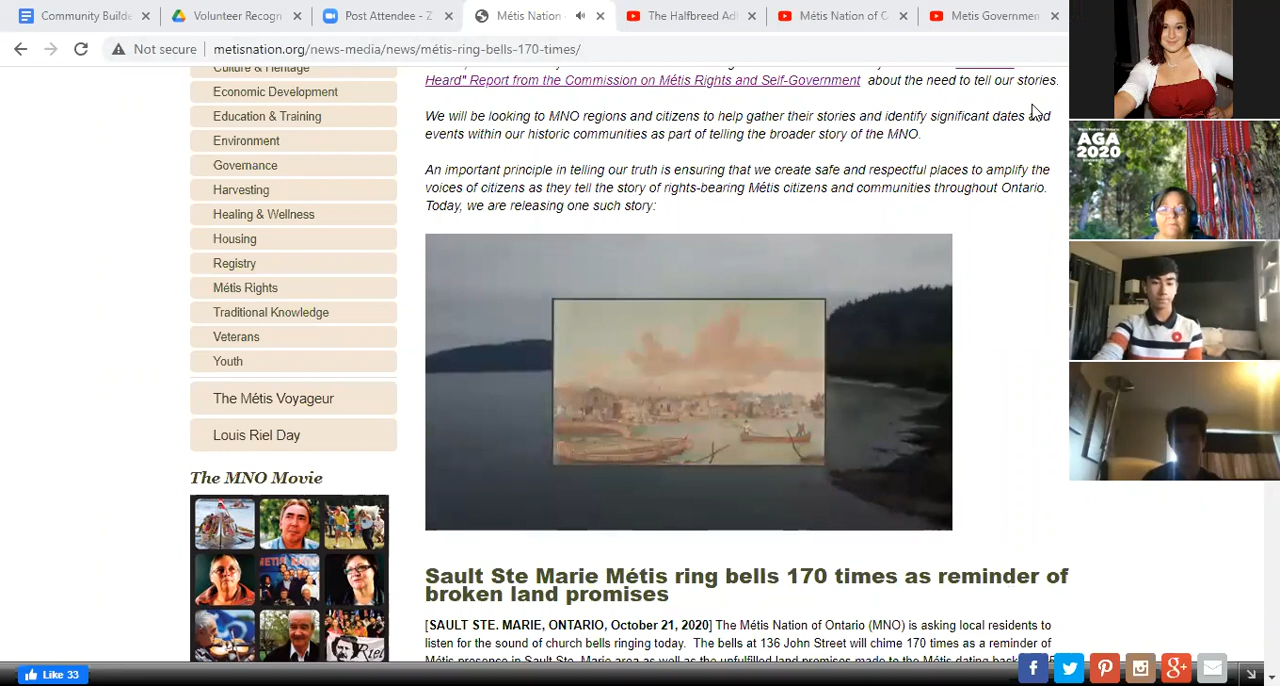 Community Builde
Volunteer Recogn
Post Attendee - Z
Métis Nation
The Halfbreed Adl
Métis Nation of C
Metis Governmen
Not secure
metisnation.org/news-media/news/métis-ring-bells-170-times/
Culture & Heritage
Economic Development
Education & Training
Environment
Governance
Harvesting
Healing & Wellness
Housing
Registry
Métis Rights
Traditional Knowledge
Veterans
Youth
The Métis Voyageur
Louis Riel Day
The MNO Movie
Heard" Report from the Commission on Métis Rights and Self-Government about the need to tell our stories.
will be going to MNO regions and citizens to help gather their stories and identify significant dates and
events within our historic communities as part of telling the broader story of the MNO.
An important principle in telling our truth is ensuring that we create safe and respectful places to amplify the
voices of citizens as they tell the story of rights-bearing Métis citizens and communities throughout Ontario.
Today, we are releasing one such story:
Sault Ste Marie Métis ring bells 170 times as reminder of
broken land promises
[SAULT STE. MARIE, ONTARIO, October 21, 2020] The Métis Nation of Ontario (MNO) is asking local residents to
listen for the sound of church bells ringing today. The bells at 136 John Street will chime 170 times as a reminder of
Like 33
AGA
2020